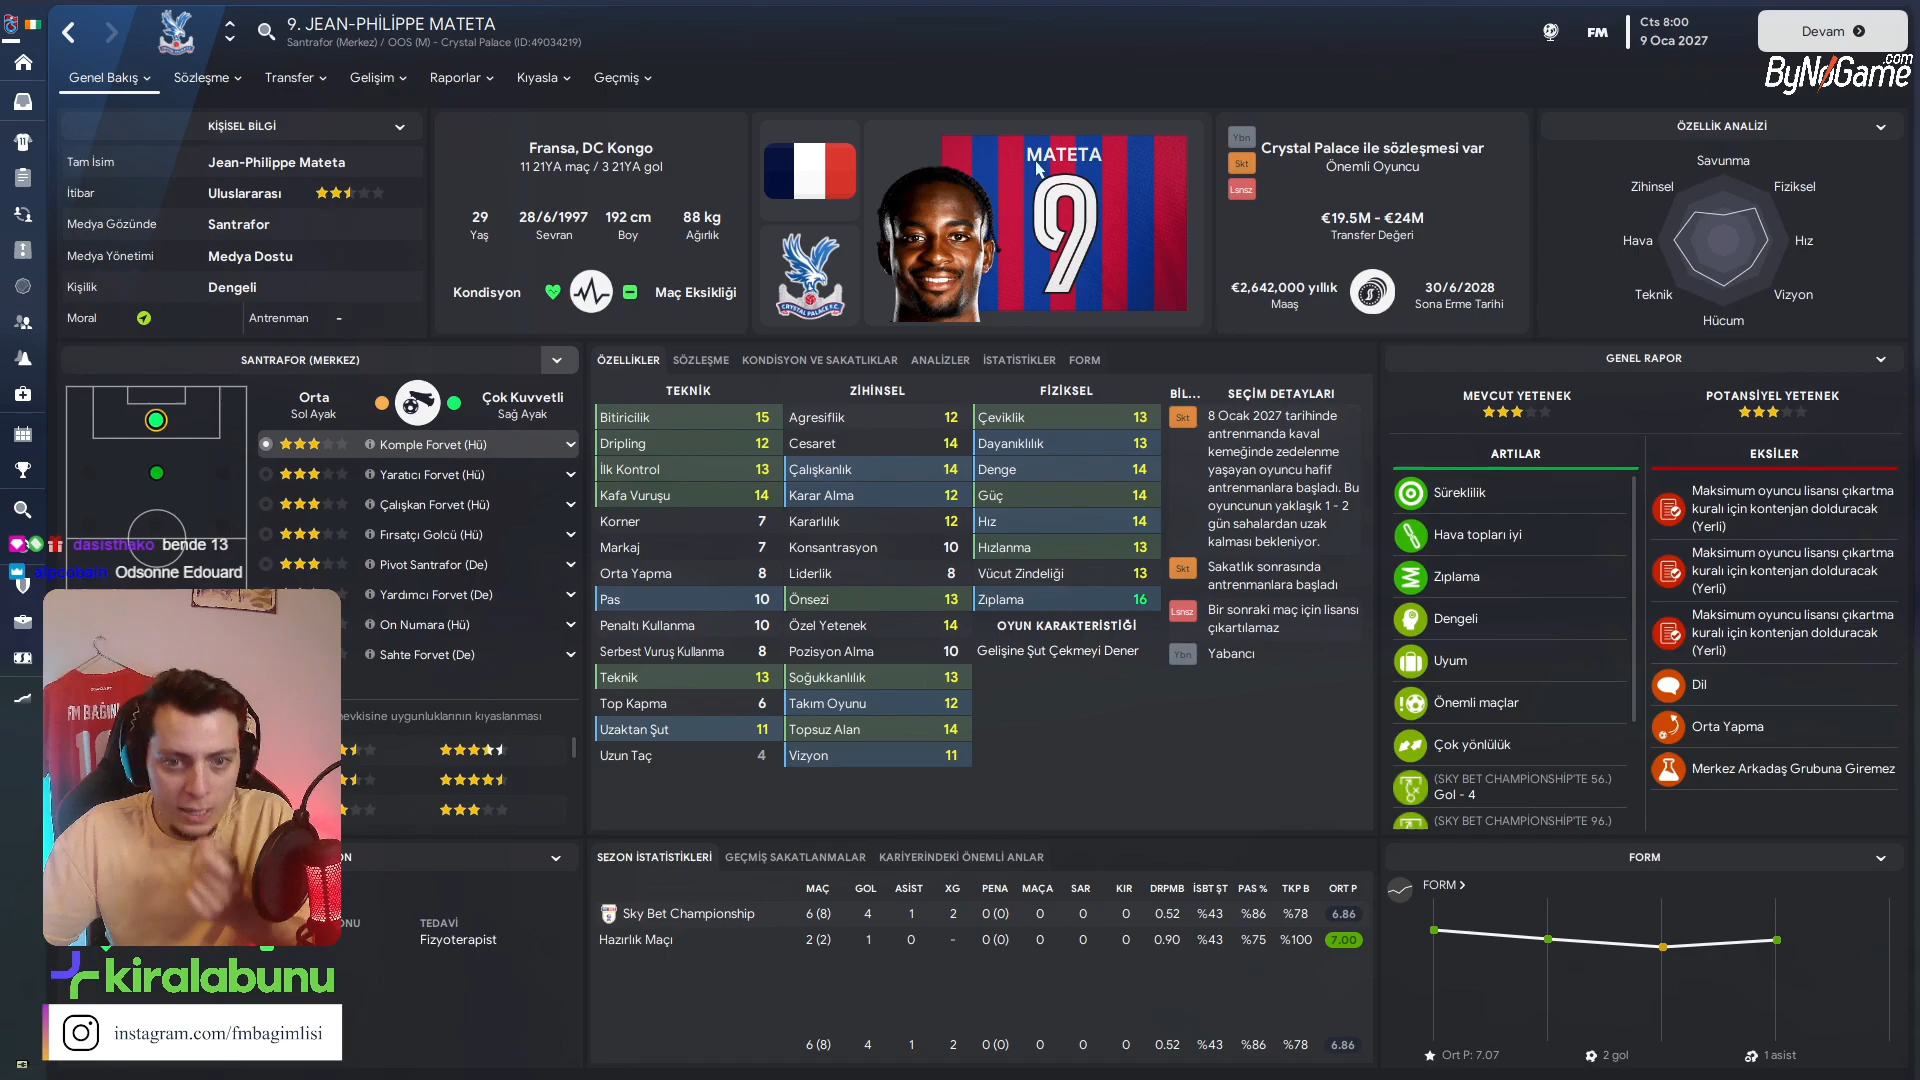 9. JEAN-PHİLİPPE MATETA
Santrafor (Merkez) / OOS (M) - Crystal Palace (ID:49034219)
FM
Cts 8:00
9 Oca 2027
Devam
ByNoGame.com
Genel Bakış
Sözleşme
Transfer
Gelişim
Raporlar
Kıyasla
Geçmiş
KİŞİSEL BİLGİ
Tam İsim Jean-Philippe Mateta
İtibar Uluslararası
Medya Gözünde Santrafor
Medya Yönetimi Medya Dostu
Kişilik Dengeli
Moral
Antrenman -
Fransa, DC Kongo
11 21YA maç / 3 21YA gol
29 28/6/1997 192 cm 88 kg
Yaş Sevran Boy Ağırlık
Kondisyon
Maç Eksikliği
MATETA
9
CRYSTAL PALACE F.C.
Ybn
Skt
Lsnsz
Crystal Palace ile sözleşmesi var
Önemli Oyuncu
€19.5M - €24M
Transfer Değeri
€2,642,000 yıllık
Maaş
30/6/2028
Sona Erme Tarihi
ÖZELLİK ANALİZİ
Savunma
Zihinsel
Fiziksel
Hava
Hız
Teknik
Vizyon
Hücum
SANTRAFOR (MERKEZ)
Orta
Sol Ayak
Çok Kuvvetli
Sağ Ayak
Komple Forvet (Hü)
Yaratıcı Forvet (Hü)
Çalışkan Forvet (Hü)
Fırsatçı Golcü (Hü)
Pivot Santrafor (De)
Yardımcı Forvet (De)
On Numara (Hü)
Sahte Forvet (De)
dasisthako bende 13
alpcobain Odsonne Edouard
mevkisine uygunluklarının kıyaslanması
ÖZELLİKLER
SÖZLEŞME
KONDİSYON VE SAKATLIKLAR
ANALİZLER
İSTATİSTİKLER
FORM
TEKNİK
Bitiricilik 15
Dripling 12
İlk Kontrol 13
Kafa Vuruşu 14
Korner 7
Markaj 7
Orta Yapma 8
Pas 10
Penaltı Kullanma 10
Serbest Vuruş Kullanma 8
Teknik 13
Top Kapma 6
Uzaktan Şut 11
Uzun Taç 4
ZİHİNSEL
Agresiflik 12
Cesaret 14
Çalışkanlık 14
Karar Alma 12
Kararlılık 12
Konsantrasyon 10
Liderlik 8
Önsezi 13
Özel Yetenek 14
Pozisyon Alma 10
Soğukkanlılık 13
Takım Oyunu 12
Topsuz Alan 14
Vizyon 11
FİZİKSEL
Çeviklik 13
Dayanıklılık 13
Denge 14
Güç 14
Hız 14
Hızlanma 13
Vücut Zindeliği 13
Zıplama 16
OYUN KARAKTERİSTİĞİ
Gelişine Şut Çekmeyi Dener
BİL... SEÇİM DETAYLARI
Skt
8 Ocak 2027 tarihinde
antrenmanda kaval
kemeğinde zedelenme
yaşayan oyuncu hafif
antrenmanlara başladı. Bu
oyuncunun yaklaşık 1 - 2
gün sahalardan uzak
kalması bekleniyor.
Skt
Sakatlık sonrasında
antrenmanlara başladı
Lsnsz
Bir sonraki maç için lisansı
çıkartılamaz
Ybn Yabancı
GENEL RAPOR
MEVCUT YETENEK
POTANSİYEL YETENEK
ARTILAR
Süreklilik
Hava topları iyi
Zıplama
Dengeli
Uyum
Önemli maçlar
Çok yönlülük
(SKY BET CHAMPİONSHİP'TE 56.)
Gol - 4
(SKY BET CHAMPİONSHİP'TE 96.)
EKSİLER
Maksimum oyuncu lisansı çıkartma
kuralı için kontenjan dolduracak
(Yerli)
Maksimum oyuncu lisansı çıkartma
kuralı için kontenjan dolduracak
(Yerli)
Maksimum oyuncu lisansı çıkartma
kuralı için kontenjan dolduracak
(Yerli)
Dil
Orta Yapma
Merkez Arkadaş Grubuna Giremez
TEDAVİ
Fizyoterapist
kiralabunu
instagram.com/fmbagimlisi
SEZON İSTATİSTİKLERİ
GEÇMİŞ SAKATLANMALAR
KARİYERİNDEKİ ÖNEMLİ ANLAR
MAÇ GOL ASİST XG PENA MAÇA SAR KIR DRPMB İSBT ŞT PAS % TKP B ORT P
Sky Bet Championship 6 (8) 4 1 2 0 (0) 0 0 0 0.52 %43 %86 %78 6.86
Hazırlık Maçı 2 (2) 1 0 - 0 (0) 0 0 0 0.90 %43 %75 %100 7.00
6 (8) 4 1 2 0 (0) 0 0 0 0.52 %43 %86 %78 6.86
FORM
FORM
Ort P: 7.07
2 gol
1 asist